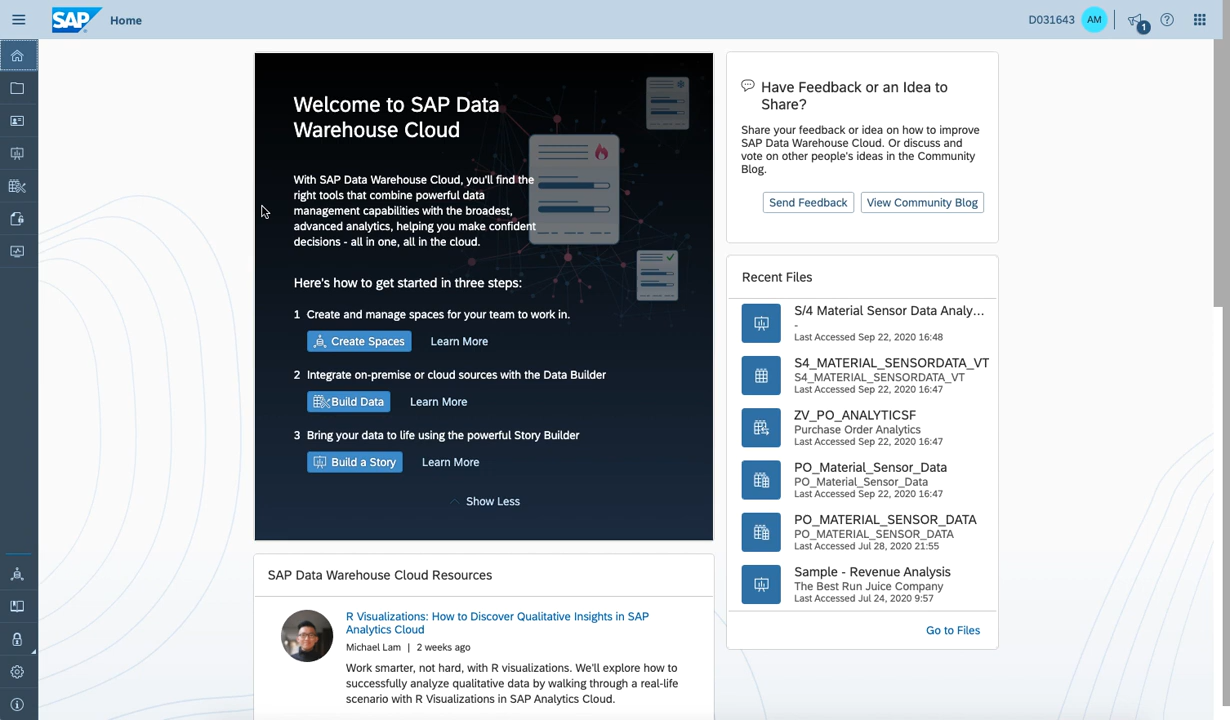 SAP
Home
D031643
AM
1
Welcome to SAP Data
Warehouse Cloud
With SAP Data Warehouse Cloud, you'll find the
right tools that combine powerful data
management capabilities with the broadest,
advanced analytics, helping you make confident
decisions - all in one, all in the cloud.
Here's how to get started in three steps:
1 Create and manage spaces for your team to work in.
Create Spaces Learn More
2 Integrate on-premise or cloud sources with the Data Builder
Build Data Learn More
3 Bring your data to life using the powerful Story Builder
Build a Story Learn More
Show Less
SAP Data Warehouse Cloud Resources
R Visualizations: How to Discover Qualitative Insights in SAP
Analytics Cloud
Michael Lam | 2 weeks ago
Work smarter, not hard, with R visualizations. We'll explore how to
successfully analyze qualitative data by walking through a real-life
scenario with R Visualizations in SAP Analytics Cloud.
Have Feedback or an Idea to
Share?
Share your feedback or idea on how to improve
SAP Data Warehouse Cloud. Or discuss and
vote on other people's ideas in the Community
Blog.
Send Feedback View Community Blog
Recent Files
S/4 Material Sensor Data Analy...
-
Last Accessed Sep 22, 2020 16:48
S4_MATERIAL_SENSORDATA_VT
S4_MATERIAL_SENSORDATA_VT
Last Accessed Sep 22, 2020 16:47
ZV_PO_ANALYTICSF
Purchase Order Analytics
Last Accessed Sep 22, 2020 16:47
PO_Material_Sensor_Data
PO_Material_Sensor_Data
Last Accessed Sep 22, 2020 16:47
PO_MATERIAL_SENSOR_DATA
PO_MATERIAL_SENSOR_DATA
Last Accessed Jul 28, 2020 21:55
Sample - Revenue Analysis
The Best Run Juice Company
Last Accessed Jul 24, 2020 9:57
Go to Files